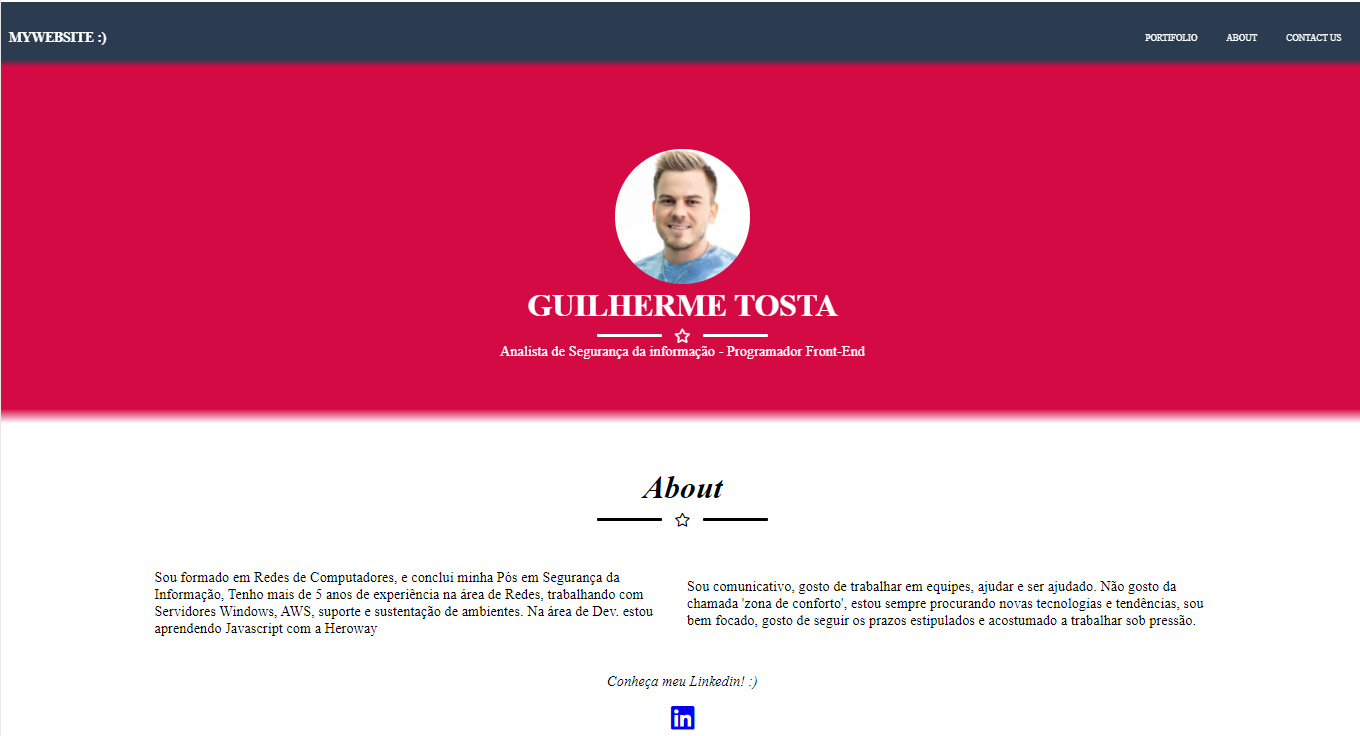 MYWEBSITE :)
PORTIFOLIO ABOUT CONTACT US
GUILHERME TOSTA
Analista de Segurança da informação - Programador Front-End
About
Sou formado em Redes de Computadores, e conclui minha Pós em Segurança da
Informação, Tenho mais de 5 anos de experiência na área de Redes, trabalhando com
Servidores Windows, AWS, suporte e sustentação de ambientes. Na área de Dev. estou
aprendendo Javascript com a Heroway
Sou comunicativo, gosto de trabalhar em equipes, ajudar e ser ajudado. Não gosto da
chamada 'zona de conforto', estou sempre procurando novas tecnologias e tendências, sou
bem focado, gosto de seguir os prazos estipulados e acostumado a trabalhar sob pressão.
Conheça meu Linkedin! :)
in